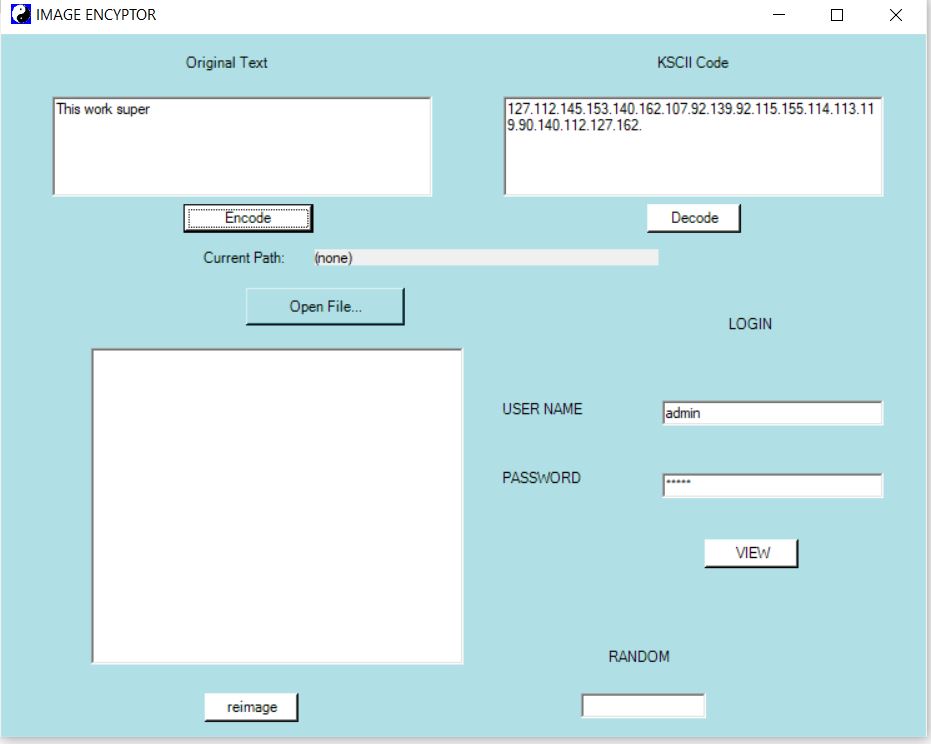 IMAGE ENCYPTOR
Original Text
KSCII Code
This work super
127.112.145.153.140.162.107.92.139.92.115.155.114.113.11
9.90.140.112.127.162.
Encode
Decode
Current Path: (none)
Open File...
LOGIN
USER NAME admin
PASSWORD *****
VIEW
RANDOM
reimage